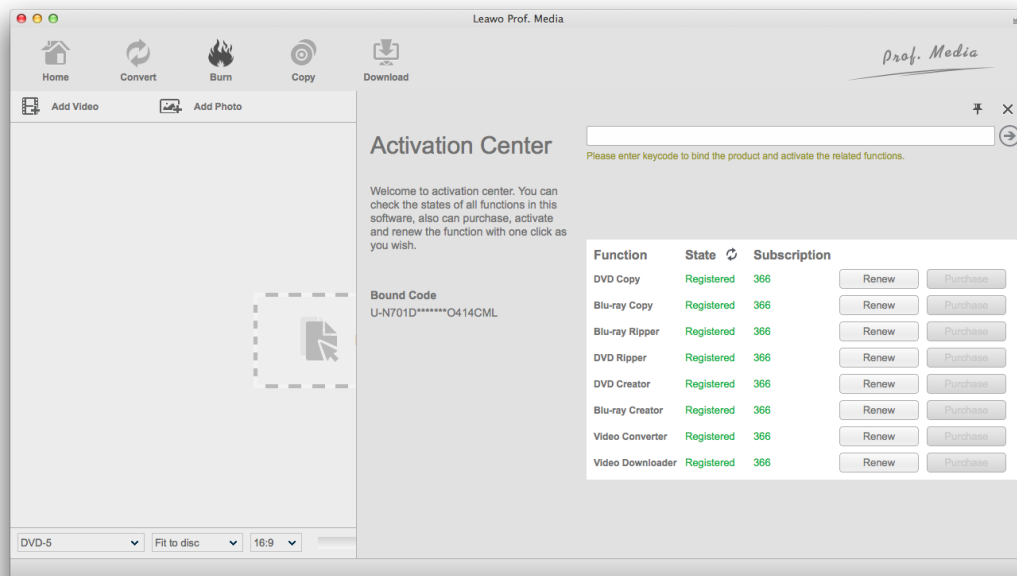 Leawo Prof. Media
Home Convert Burn Copy Download
Prof. Media
Add Video Add Photo
Activation Center
Welcome to activation center. You can
check the states of all functions in this
software, also can purchase, activate
and renew the function with one click as
you wish.
Bound Code
U-N701D*******O414CML
Please enter keycode to bind the product and activate the related functions.
Function State Subscription
DVD Copy Registered 366 Renew Purchase
Blu-ray Copy Registered 366 Renew Purchase
Blu-ray Ripper Registered 366 Renew Purchase
DVD Ripper Registered 366 Renew Purchase
DVD Creator Registered 366 Renew Purchase
Blu-ray Creator Registered 366 Renew Purchase
Video Converter Registered 366 Renew Purchase
Video Downloader Registered 366 Renew Purchase
DVD-5 Fit to disc 16:9